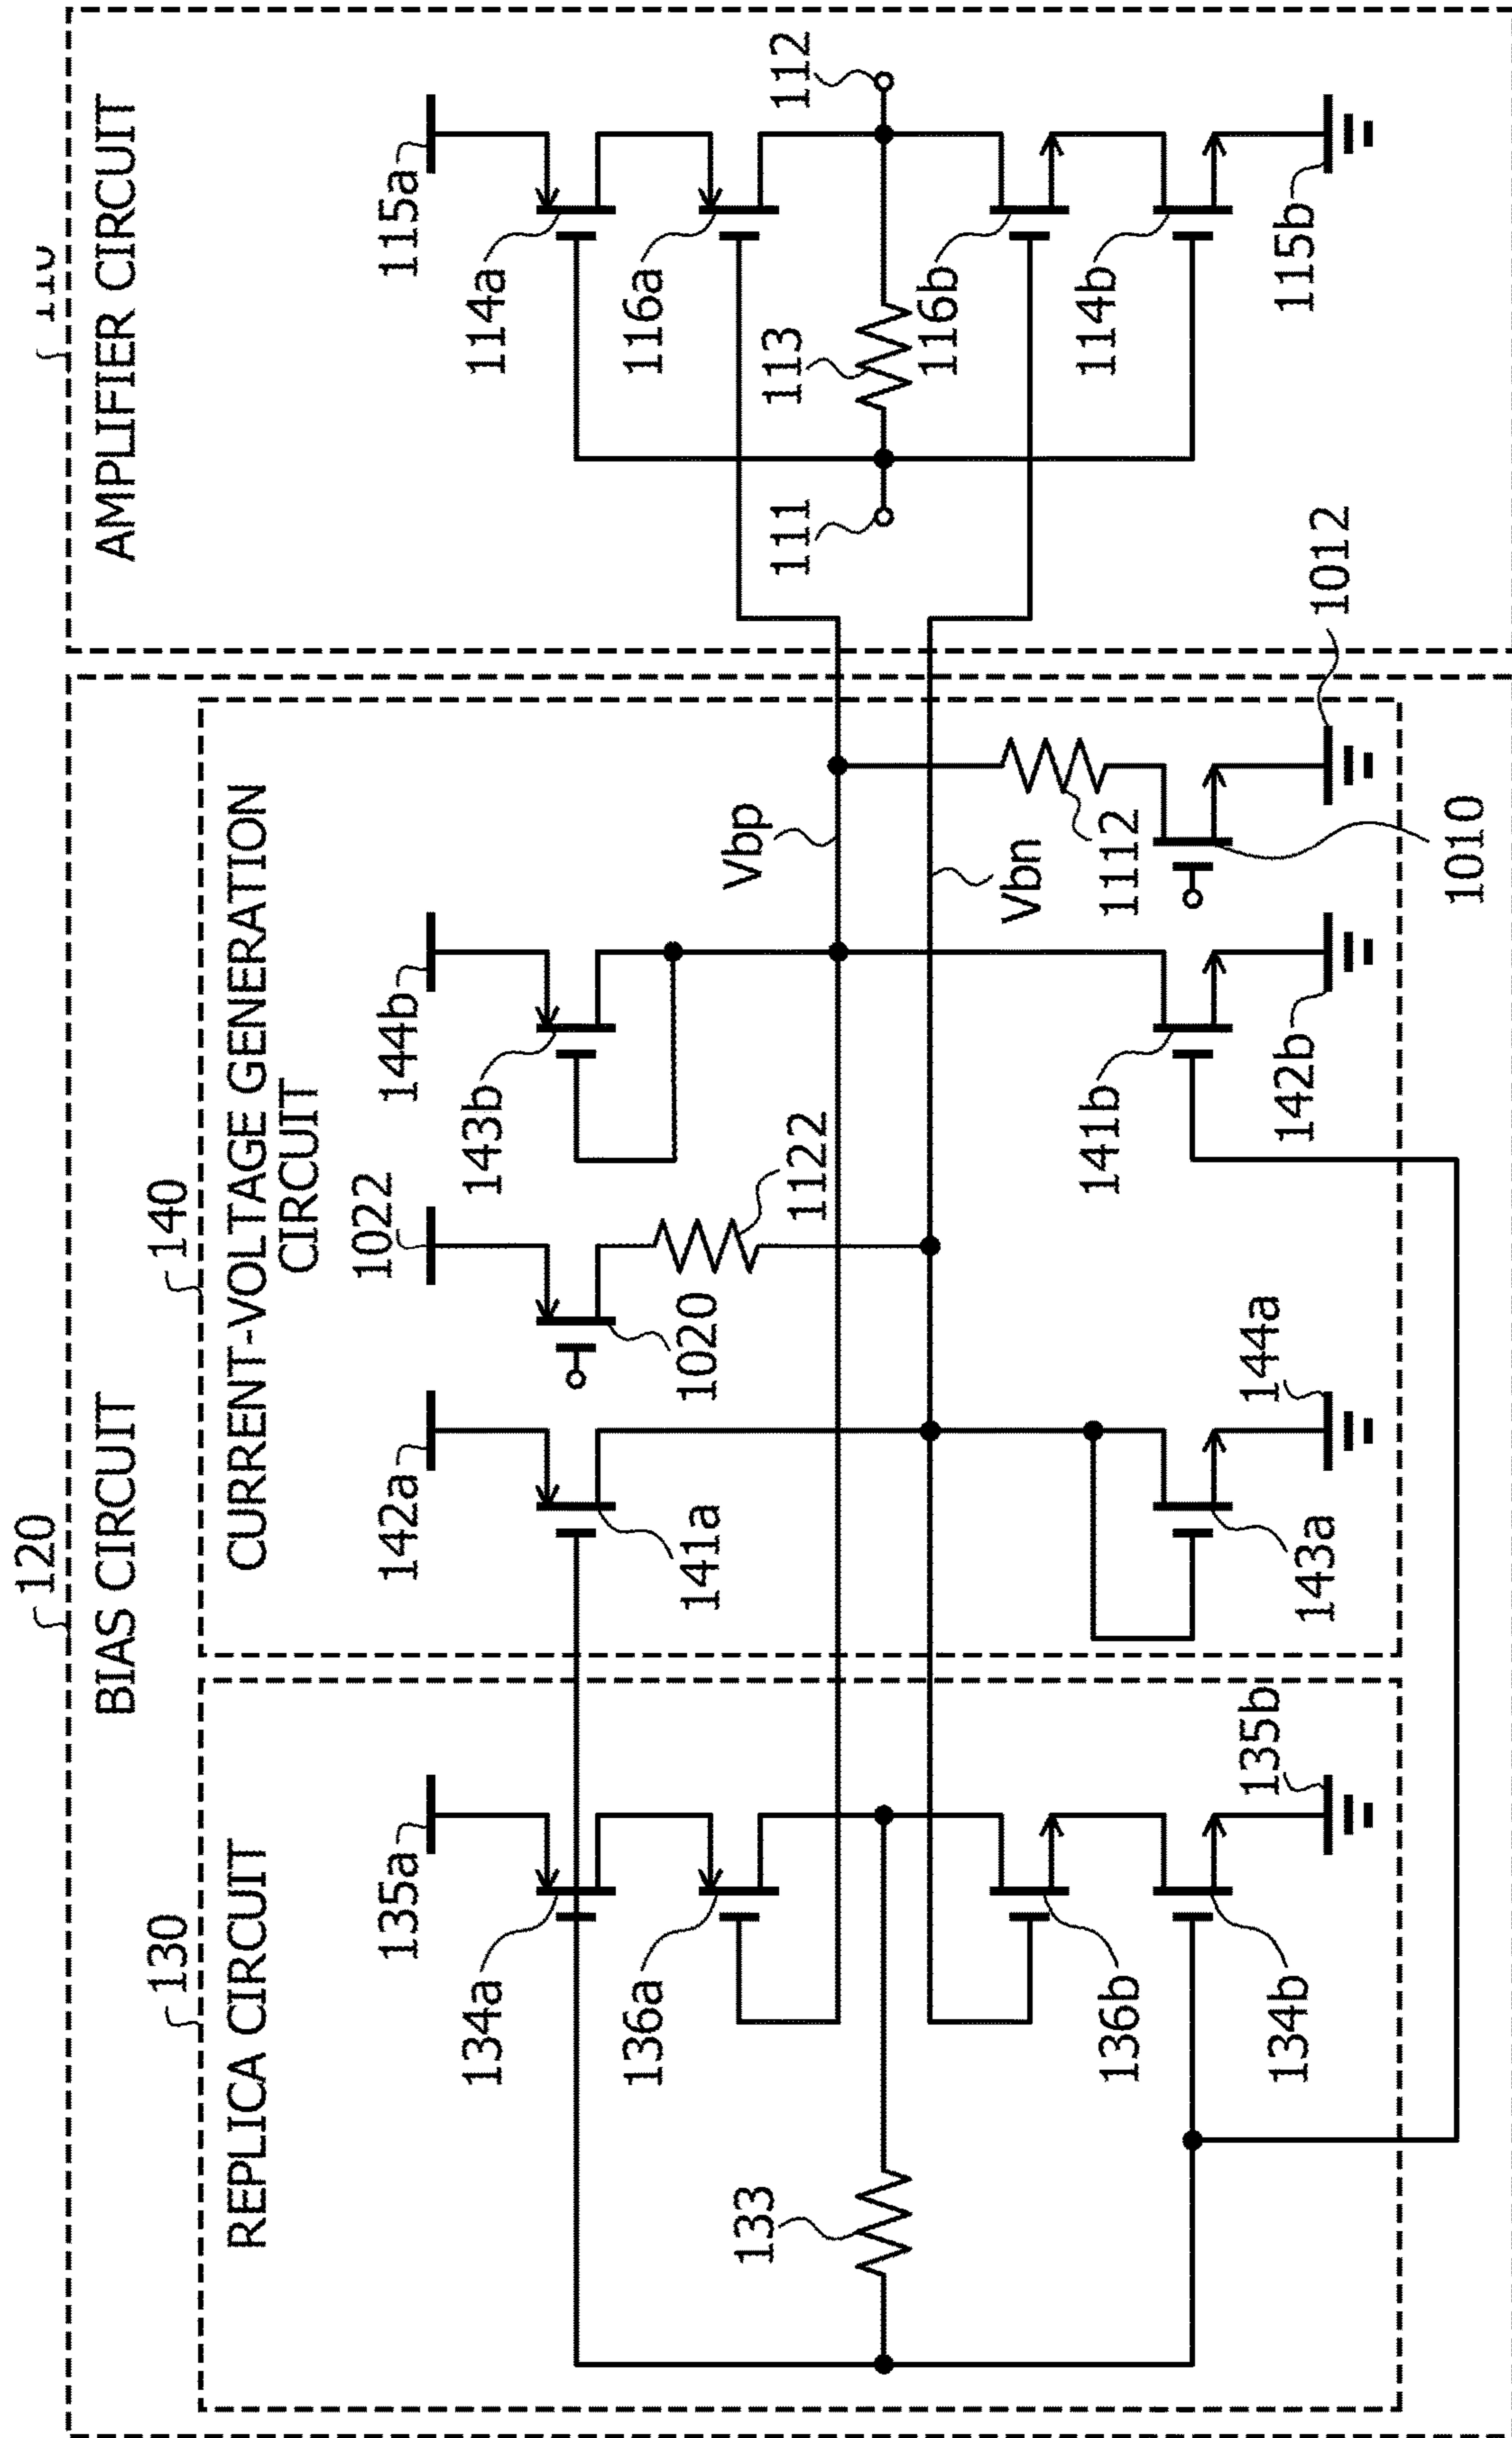 120
BIAS CIRCUIT
130
REPLICA CIRCUIT
135a
134a
136a
133
136b
134b
135b
140
CURRENT-VOLTAGE GENERATION
CIRCUIT
142a
141a
143a
144a
1022
1020
1122
144b
143b
141b
142b
Vbp
Vbn
1112
1010
1012
AMPLIFIER CIRCUIT
115a
114a
116a
113
111
112
116b
114b
115b